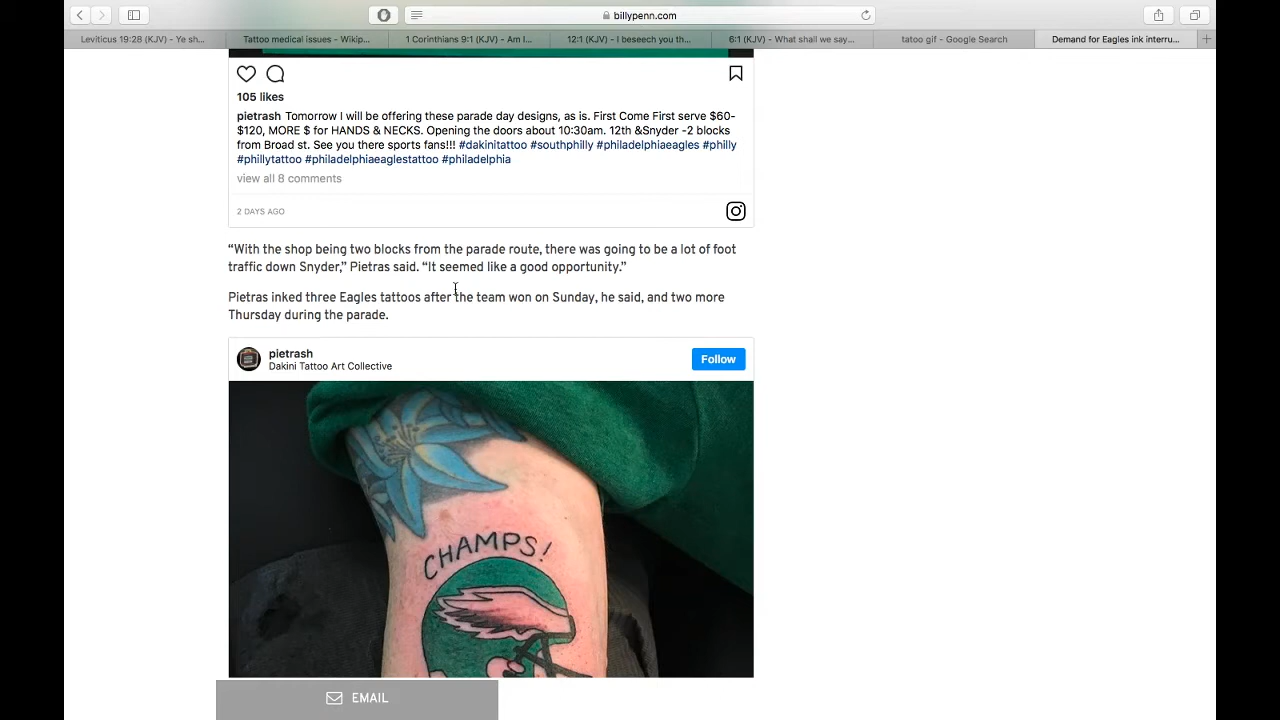 billypenn.com
Leviticus 19:28 (KJV) - Ye sh...
Tattoo medical issues - Wikip...
1 Corinthians 9:1 (KJV) - Am I...
12:1 (KJV) - I beseech you th...
6:1 (KJV) - What shall we say...
tatoo gif - Google Search
Demand for Eagles ink interru...
105 likes
pietrash Tomorrow I will be offering these parade day designs, as is. First Come First serve $60-
$120, MORE $ for HANDS & NECKS. Opening the doors about 10:30am. 12th &Snyder -2 blocks
from Broad st. See you there sports fans!!! #dakinitattoo #southphilly #philadelphiaeagles #philly
#phillytattoo #philadelphiaeaglestattoo #philadelphia
view all 8 comments
2 DAYS AGO
“With the shop being two blocks from the parade route, there was going to be a lot of foot
traffic down Snyder,” Pietras said. “It seemed like a good opportunity.”
Pietras inked three Eagles tattoos after the team won on Sunday, he said, and two more
Thursday during the parade.
pietrash
Dakini Tattoo Art Collective
Follow
CHAMPS!
EMAIL